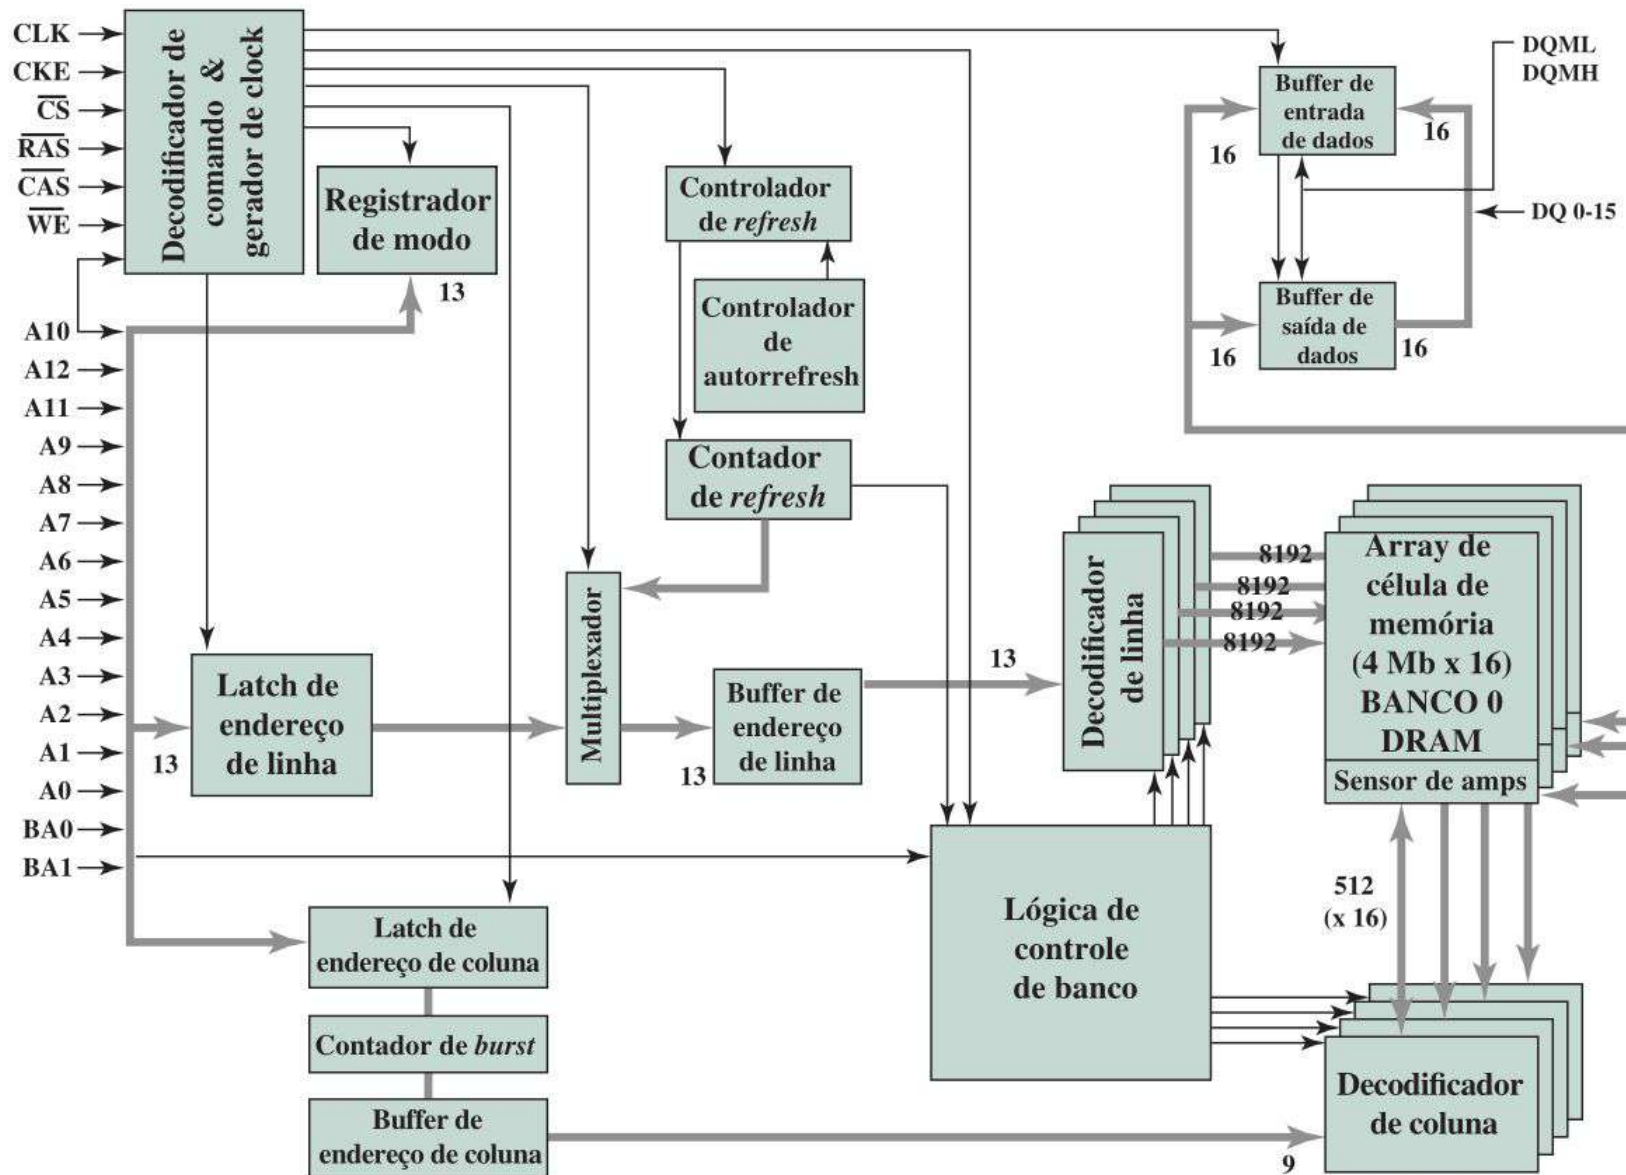 CLK
CKE
CS
RAS
CAS
WE
A10
A12
A11
A9
A8
A7
A6
A5
A4
A3
A2
A1
A0
BA0
BA1
Decodificador de
comando &
gerador de clock
Registrador
de modo
13
Controlador
de refresh
Controlador
de
autorrefresh
Contador
de refresh
Buffer de
entrada
de dados
16
16
DQML
DQMH
DQ 0-15
Buffer de
saída de
dados
16
16
Latch de
endereço
de linha
13
Multiplexador
Buffer de
endereço
de linha
13
13
Decodificador
de linha
8192
8192
8192
8192
Array de
célula de
memória
(4 Mb x 16)
BANCO 0
DRAM
Sensor de amps
512
(x 16)
Lógica de
controle
de banco
Latch de
endereço de coluna
Contador de burst
Buffer de
endereço de coluna
9
Decodificador
de coluna